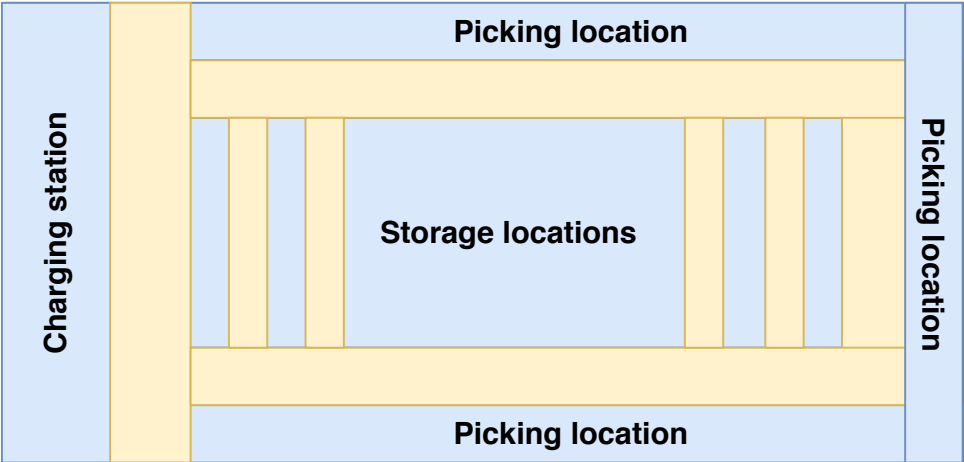 Picking location
Charging station
Storage locations
Picking location
Picking location